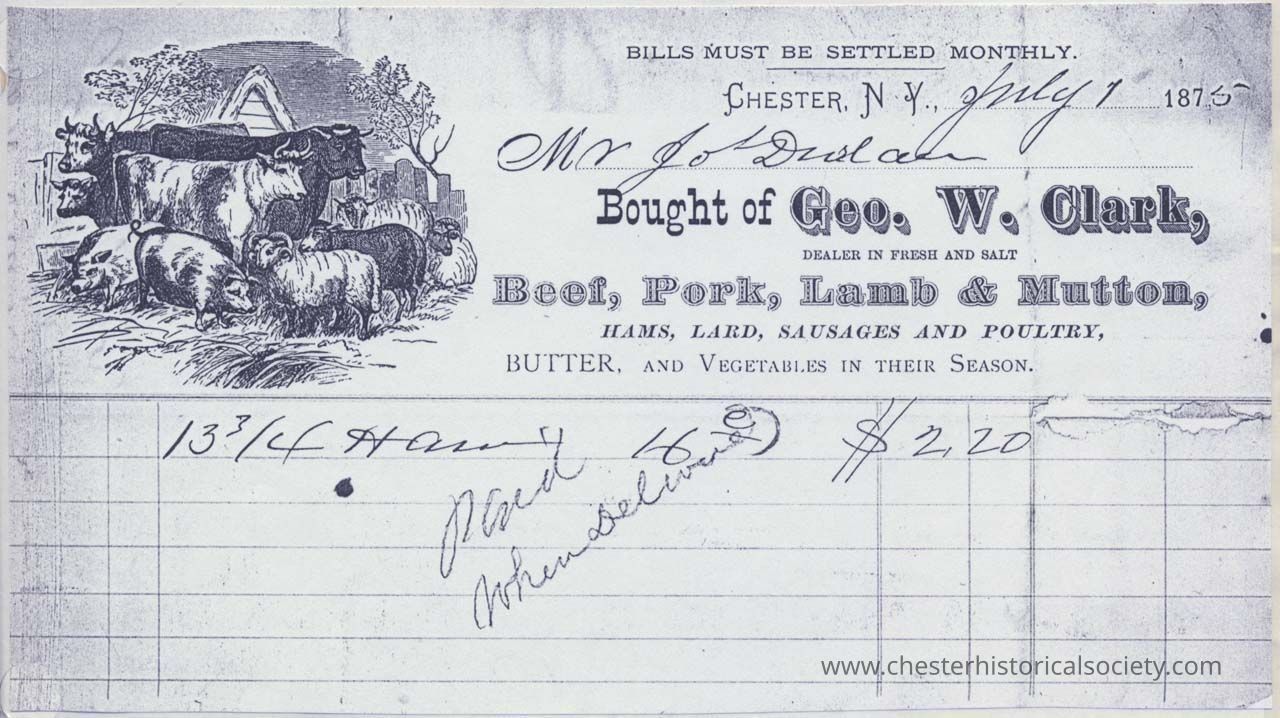 BILLS MUST BE SETTLED MONTHLY.
CHESTER, N. Y., July 1 1875
Mr Jos Durlan
Bought of Geo. W. Clark,
DEALER IN FRESH AND SALT
Beef, Pork, Lamb & Mutton,
HAMS, LARD, SAUSAGES AND POULTRY,
BUTTER, AND VEGETABLES IN THEIR SEASON.
13 3/4 Ham 16 $ 2,20
Paid
When Delivered
www.chesterhistoricalsociety.com